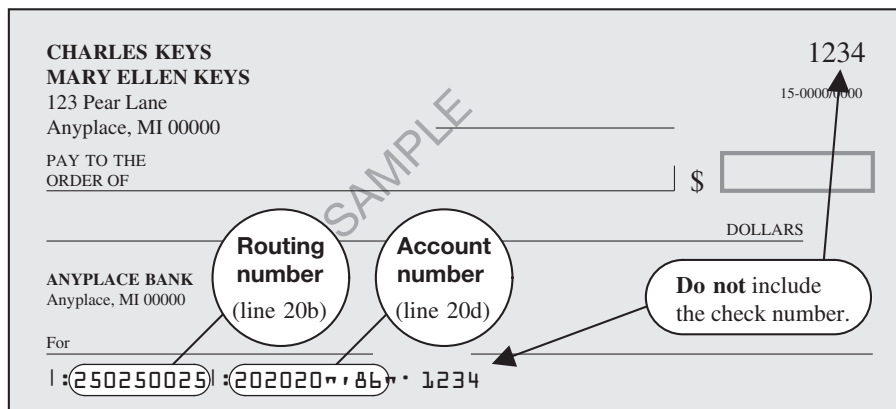 CHARLES KEYS
MARY ELLEN KEYS
123 Pear Lane
Anyplace, MI 00000
1234
15-0000/0000
SAMPLE
PAY TO THE
ORDER OF
$
DOLLARS
Routing
number
(line 20b)
Account
number
(line 20d)
ANYPLACE BANK
Anyplace, MI 00000
Do not include
the check number.
For
|:250250025|:202020"'86". 1234